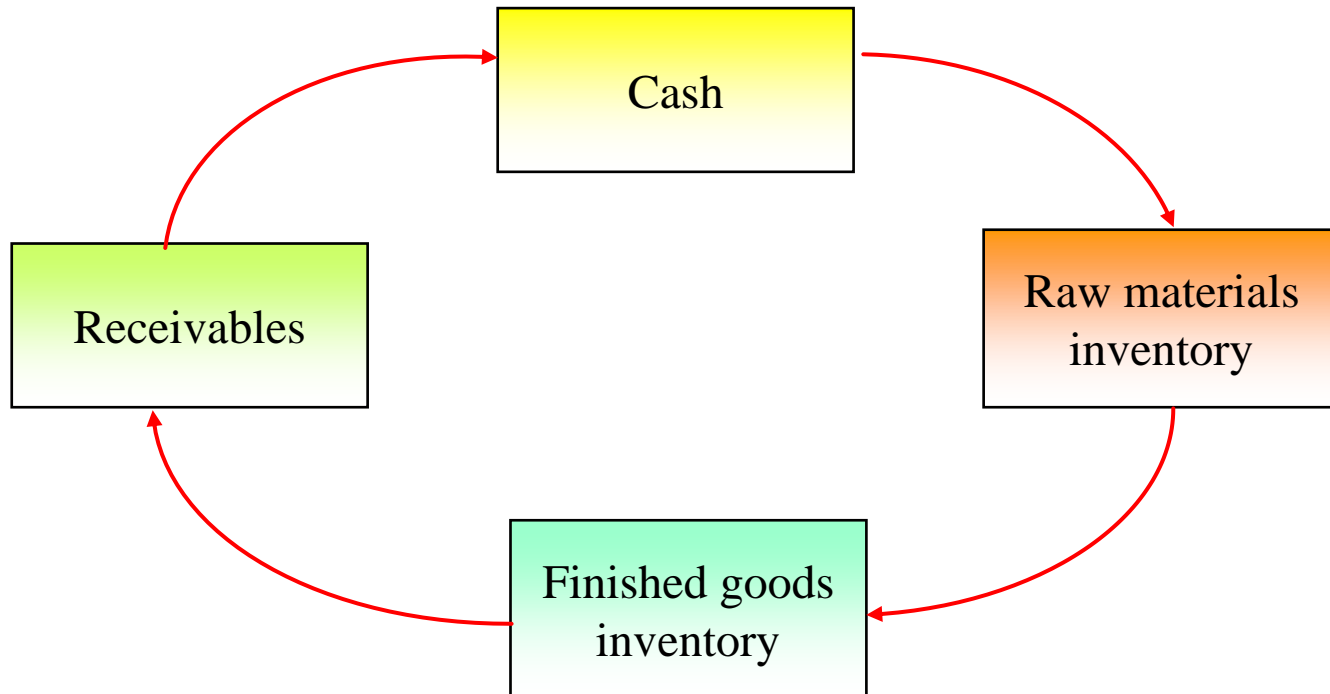 Cash
Receivables
Raw materials
inventory
Finished goods
inventory